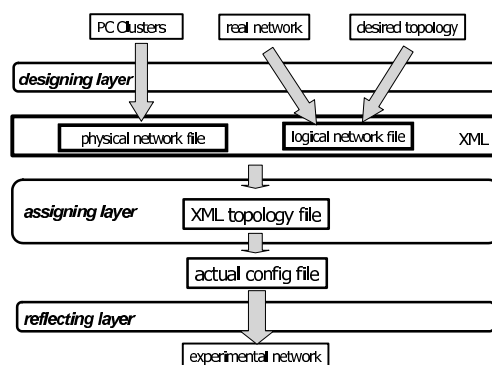 PC Clusters
real network
desired topology
designing layer
physical network file
logical network file
XML
assigning layer
XML topology file
actual config file
reflecting layer
experimental network